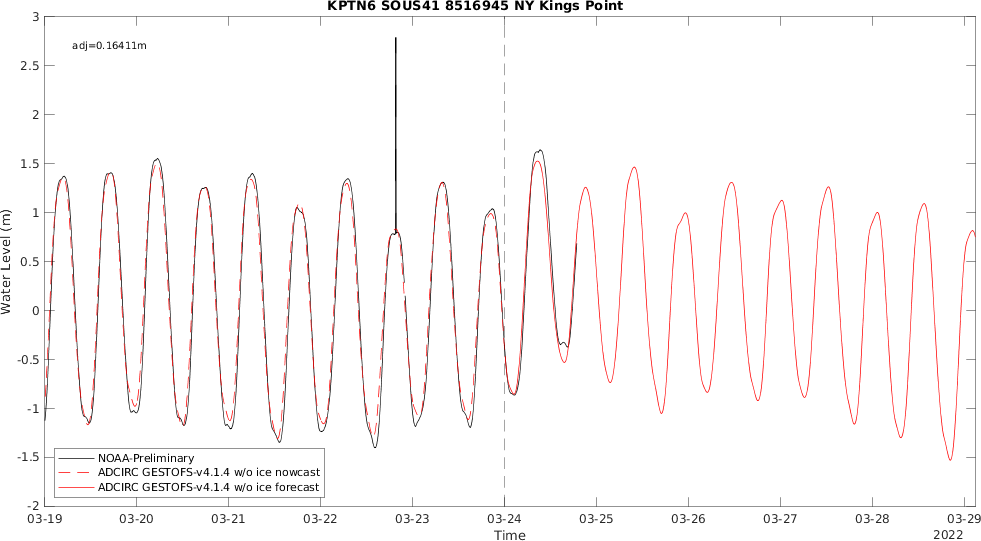 KPTN6 SOUS41 8516945 NY Kings Point
adj=0.16411m
3
2.5
2
1.5
1
0.5
0
-0.5
-1
-1.5
-2
Water Level (m)
NOAA-Preliminary
ADCIRC GESTOFS-v4.1.4 w/o ice nowcast
ADCIRC GESTOFS-v4.1.4 w/o ice forecast
03-19 03-20 03-21 03-22 03-23 03-24 03-25 03-26 03-27 03-28 03-29
Time
2022